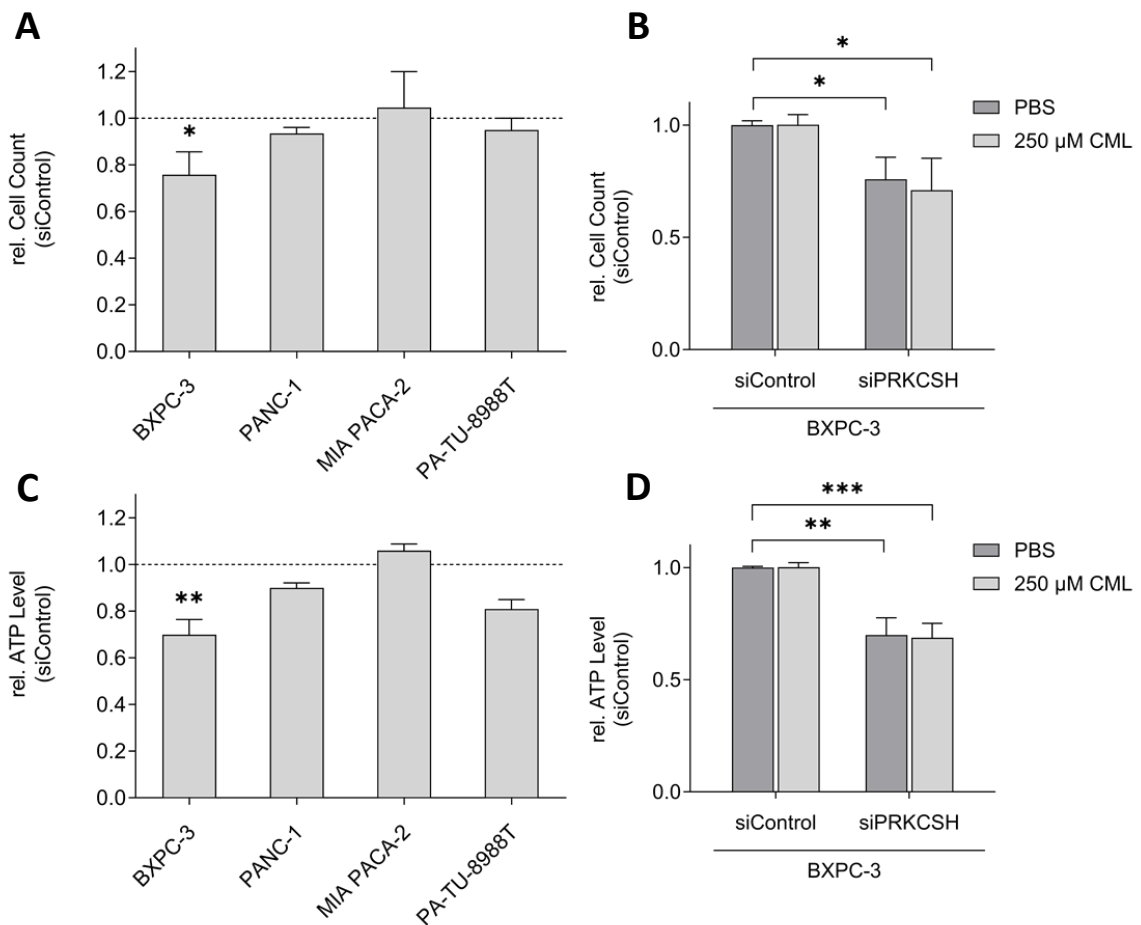 A
rel. Cell Count
(siControl)
1.2
1.0
0.8
0.6
0.4
0.2
0.0
*
BXPC-3
PANC-1
MIA PACA-2
PA-TU-8988T
B
rel. Cell Count
(siControl)
1.0
0.5
0.0
*
*
PBS
250 µM CML
siControl
siPRKCSH
BXPC-3
C
rel. ATP Level
(siControl)
1.2
1.0
0.8
0.6
0.4
0.2
0.0
**
BXPC-3
PANC-1
MIA PACA-2
PA-TU-8988T
D
rel. ATP Level
(siControl)
1.0
0.5
0.0
***
**
PBS
250 µM CML
siControl
siPRKCSH
BXPC-3